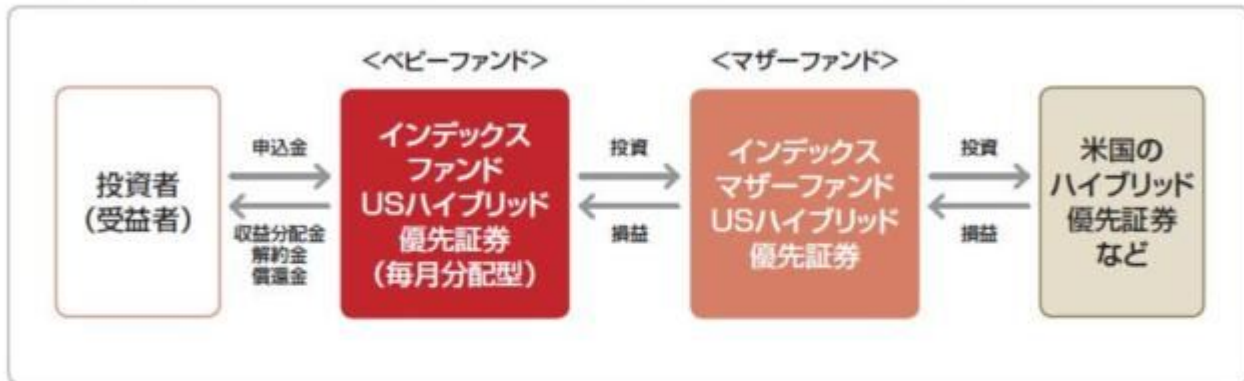 <ベビーファンド>
<マザーファンド>
投資者
(受益者)
申込金
収益分配金
解約金
償還金
インデックス
ファンド
USハイブリッド
優先証券
(毎月分配型)
投資
損益
インデックス
マザーファンド
USハイブリッド
優先証券
投資
損益
米国の
ハイブリッド
優先証券
など